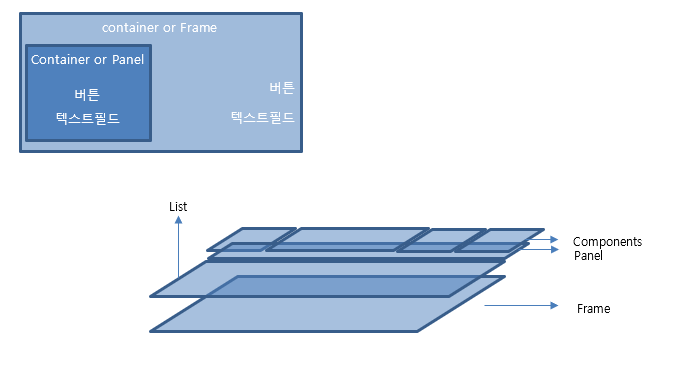 container or Frame
Container or Panel
버튼
텍스트필드
버튼
텍스트필드
List
Components
Panel
Frame